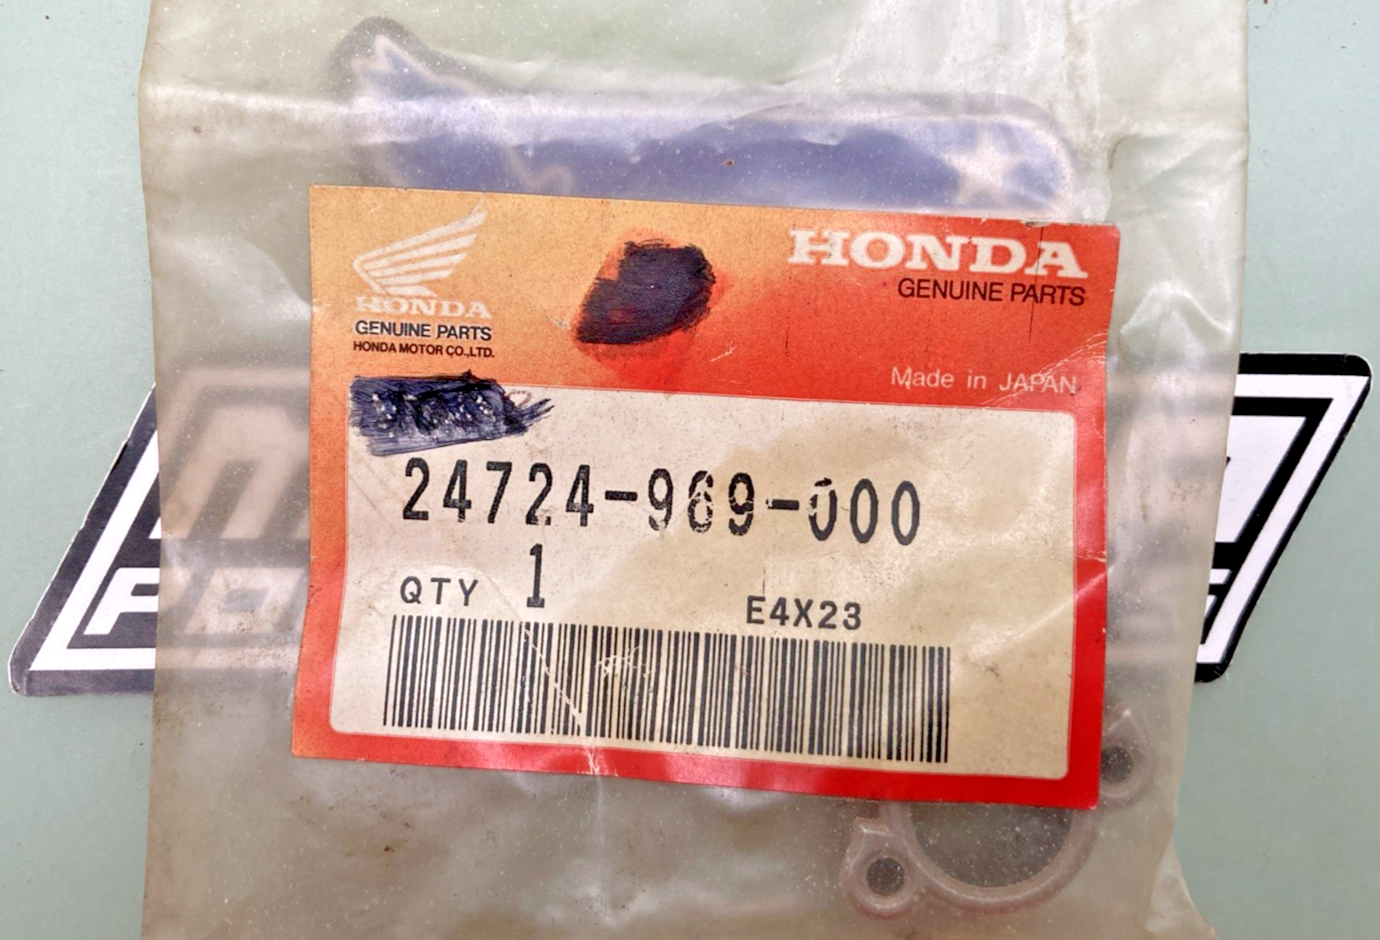 HONDA
GENUINE PARTS
HONDA MOTOR CO.,LTD.
HONDA
GENUINE PARTS
Made in JAPAN
24724-969-000
QTY 1
E4X23